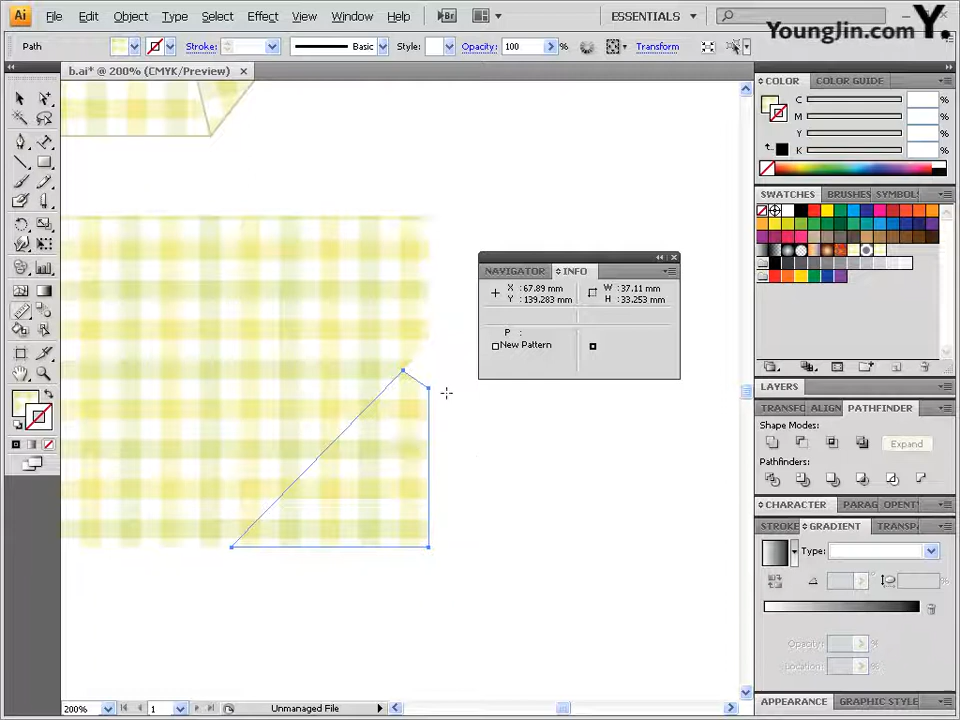 Ai File Edit Object Type Select Effect View Window Help Br ESSENTIALS
YoungJin.com Y.
Path Stroke: Basic Style: Opacity: 100 % Transform
b.ai* @ 200% (CMYK/Preview)
COLOR COLOR GUIDE
C %
M %
Y %
K %
SWATCHES BRUSHES SYMBOL
NAVIGATOR INFO
X : 67.89 mm W : 37.11 mm
Y : 139.283 mm H : 33.253 mm
P :
New Pattern
LAYERS
TRANSFO ALIGN PATHFINDER
Shape Modes:
Expand
Pathfinders:
CHARACTER PARAG OPENT
STROKE GRADIENT TRANSP
Type:
°
%
Opacity: %
Location: %
APPEARANCE GRAPHIC STYLE
200% 1 Unmanaged File